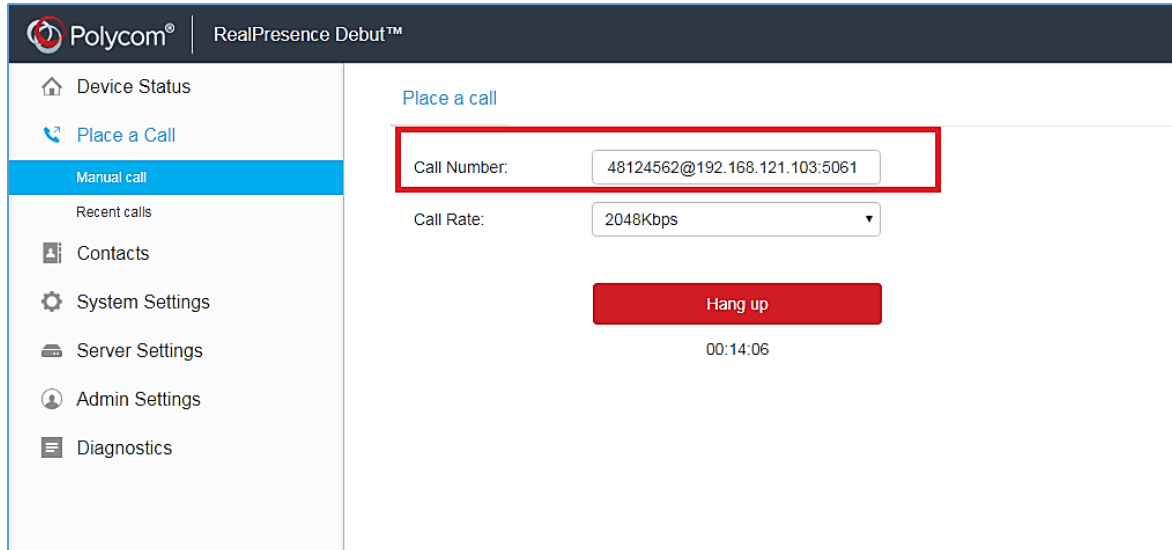 Polycom® RealPresence Debut™
Device Status
Place a Call
Manual call
Recent calls
Contacts
System Settings
Server Settings
Admin Settings
Diagnostics
Place a call
Call Number: 48124562@192.168.121.103:5061
Call Rate: 2048Kbps
Hang up
00:14:06